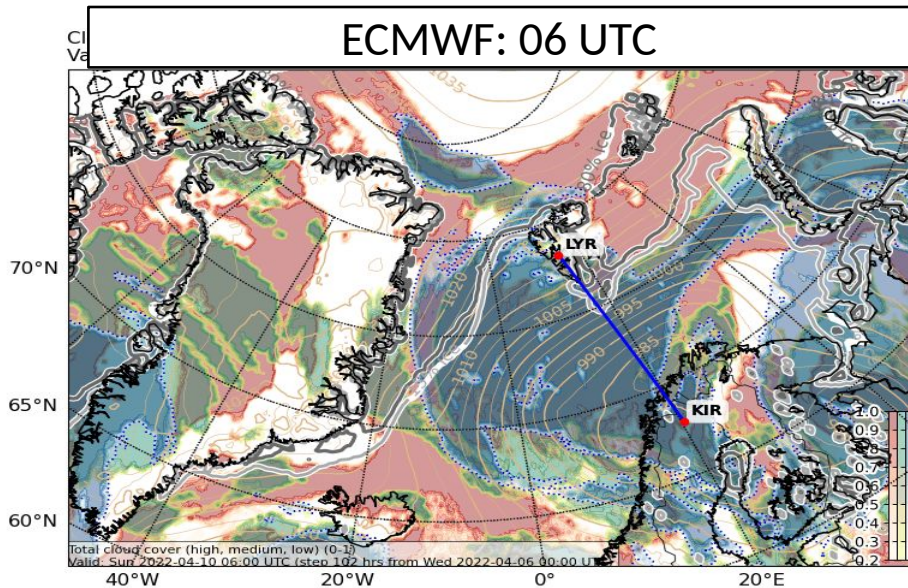 ECMWF: 06 UTC
Cl
Va
1035
80% ice
LYR
70°N
1020
1000
1005
995
1010
990
985
KIR
65°N
1.0
0.9
0.8
0.7
0.6
0.5
0.4
0.3
0.2
60°N
Total cloud cover (high, medium, low) (0-1)
Valid: Sun 2022-04-10 06:00 UTC (step 102 hrs from Wed 2022-04-06 00:00 UTC
40°W
20°W
0°
20°E